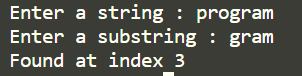 Enter a string : program
Enter a substring : gram
Found at index 3